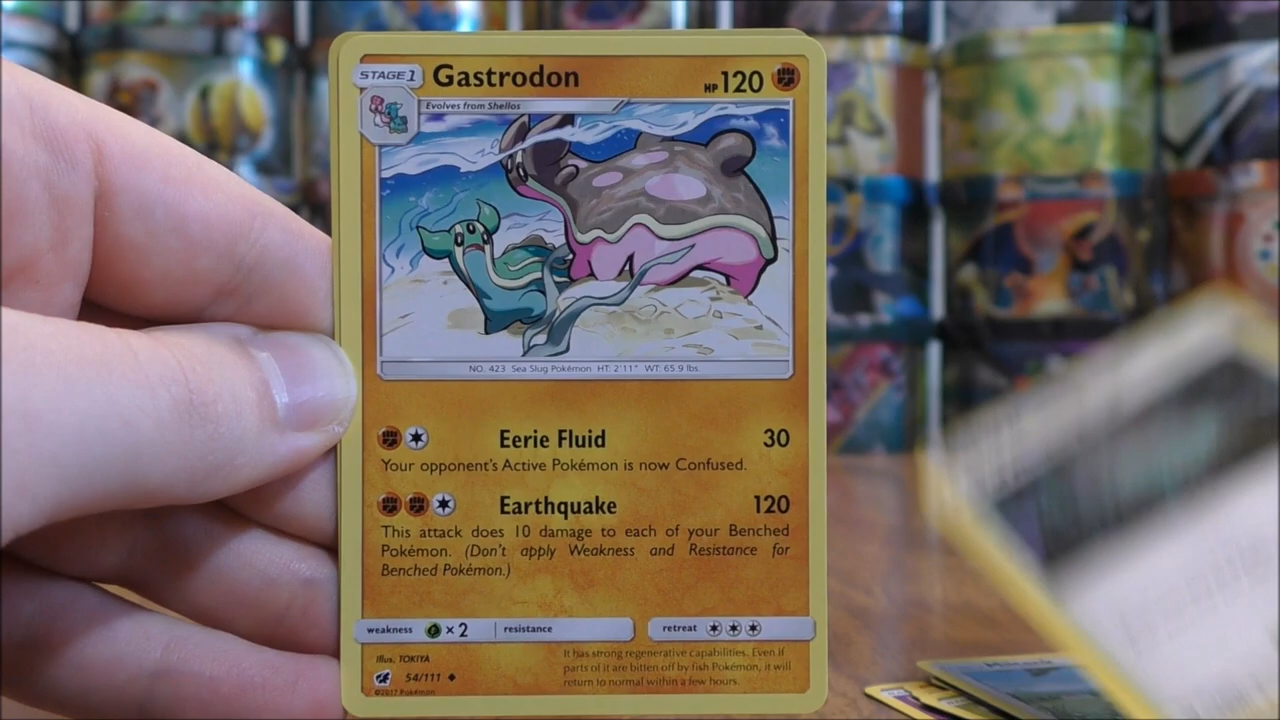 STAGE1 Gastrodon HP 120
Evolves from Shellos
NO. 423 Sea Slug Pokémon HT: 2'11" WT: 65.9 lbs.
Eerie Fluid 30
Your opponent's Active Pokémon is now Confused.
Earthquake 120
This attack does 10 damage to each of your Benched
Pokémon. (Don't apply Weakness and Resistance for
Benched Pokémon.)
weakness ×2 resistance retreat
Illus. TOKIYA
54/111
©2017 Pokémon
It has strong regenerative capabilities. Even if
parts of it are bitten off by fish Pokémon, it will
return to normal within a few hours.